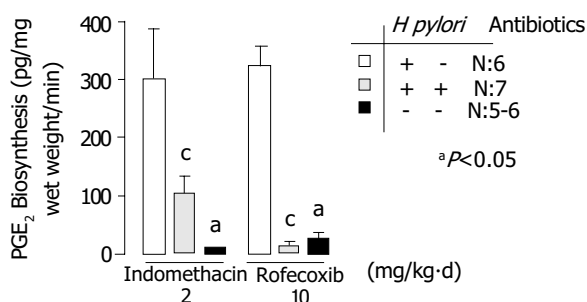 PGE₂ Biosynthesis (pg/mg
wet weight/min)
400
300
200
100
0
c
a
c
a
Indomethacin
2
Rofecoxib
10
(mg/kg·d)
H pylori Antibiotics
+ - N:6
+ + N:7
- - N:5-6
ᵃP<0.05